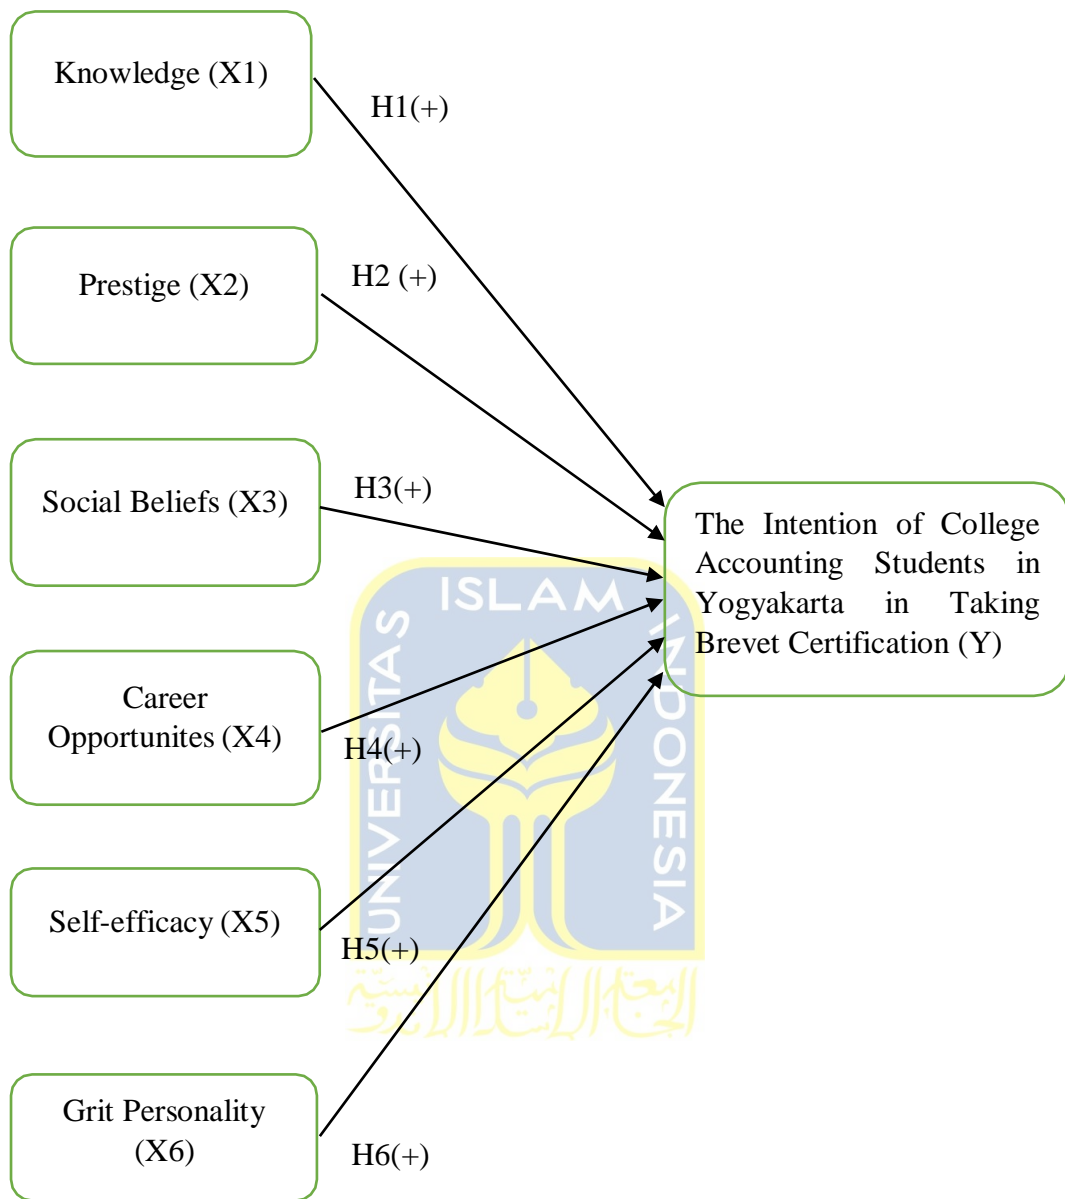 Knowledge (X1)
H1(+)
Prestige (X2)
H2 (+)
Social Beliefs (X3)
H3(+)
The Intention of College
Accounting Students in
Yogyakarta in Taking
Brevet Certification (Y)
Career
Opportunites (X4)
H4(+)
Self-efficacy (X5)
H5(+)
Grit Personality
(X6)
H6(+)
UNIVERSITAS
ISLAM
INDONESIA